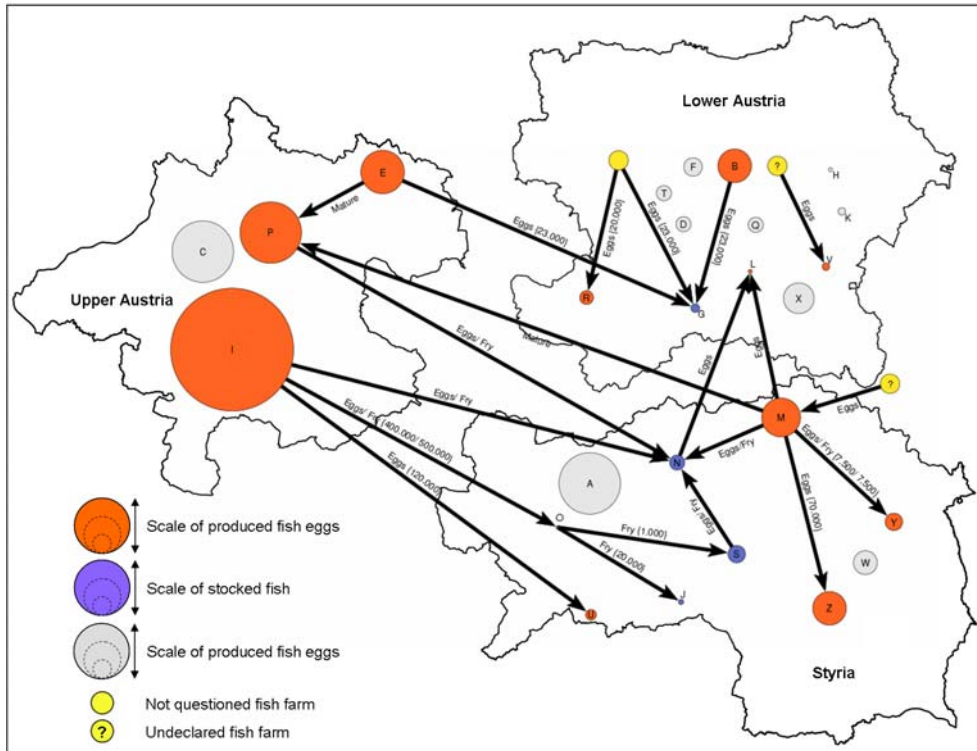 Lower Austria
Upper Austria
Styria
E
P
C
I
F
B
?
H
T
D
Q
K
R
G
L
V
X
?
M
N
A
O
S
J
U
Y
W
Z
Mature
Eggs (23.000)
Eggs (20.000)
Eggs (23.000)
Eggs (23.000)
Eggs
Eggs/ Fry
Mature
Eggs
Eggs
Eggs
Eggs/ Fry
Eggs/ Fry (400.000/ 500.000)
Eggs (120.000)
Eggs/Fry
Eggs/ Fry (7.500/ 7.500)
Eggs (70.000)
Eggs/ Fry
Fry (1.000)
Fry (20.000)
Scale of produced fish eggs
Scale of stocked fish
Scale of produced fish eggs
Not questioned fish farm
? Undeclared fish farm